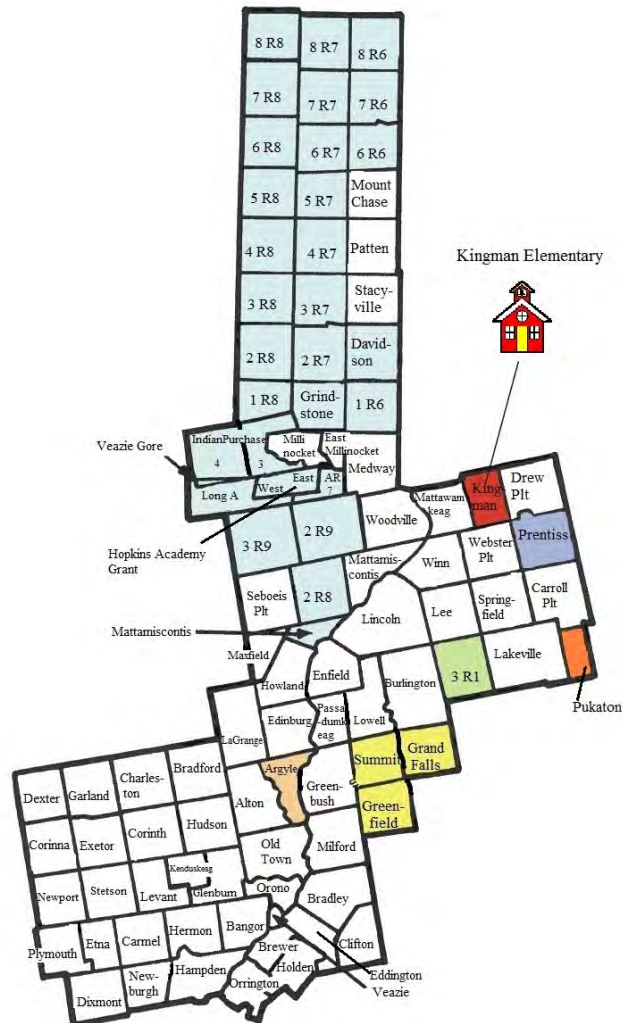 8 R8
8 R7
8 R6
7 R8
7 R7
7 R6
6 R8
6 R7
6 R6
5 R8
5 R7
Mount
Chase
4 R8
4 R7
Patten
Kingman Elementary
3 R8
3 R7
Stacy-
ville
2 R8
2 R7
David-
son
1 R8
Grind-
stone
1 R6
Veazie Gore
IndianPurchase
4
3
Milli
nocket
East
Millinocket
Medway
Long A
West
East
AR
7
Hopkins Academy
Grant
Mattawam
keag
King-
man
Drew
Plt
3 R9
2 R9
Woodville
Winn
Webster
Plt
Prentiss
Mattamis-
contis
Seboeis
Plt
2 R8
Mattamiscontis
Lincoln
Lee
Spring-
field
Carroll
Plt
Maxfield
Howland
Enfield
Burlington
3 R1
Lakeville
Pukaton
LaGrange
Edinburg
Passa
-dumk
eag
Lowell
Argyle
Summit
Grand
Falls
Green-
bush
Green-
field
Dexter
Garland
Charles-
ton
Bradford
Alton
Corinna
Exetor
Corinth
Hudson
Old
Town
Milford
Kenduskeag
Newport
Stetson
Levant
Glenburn
Orono
Bradley
Plymouth
Etna
Carmel
Hermon
Bangor
Brewer
Clifton
Dixmont
New-
burgh
Hampden
Orrington
Holden
Eddington
Veazie